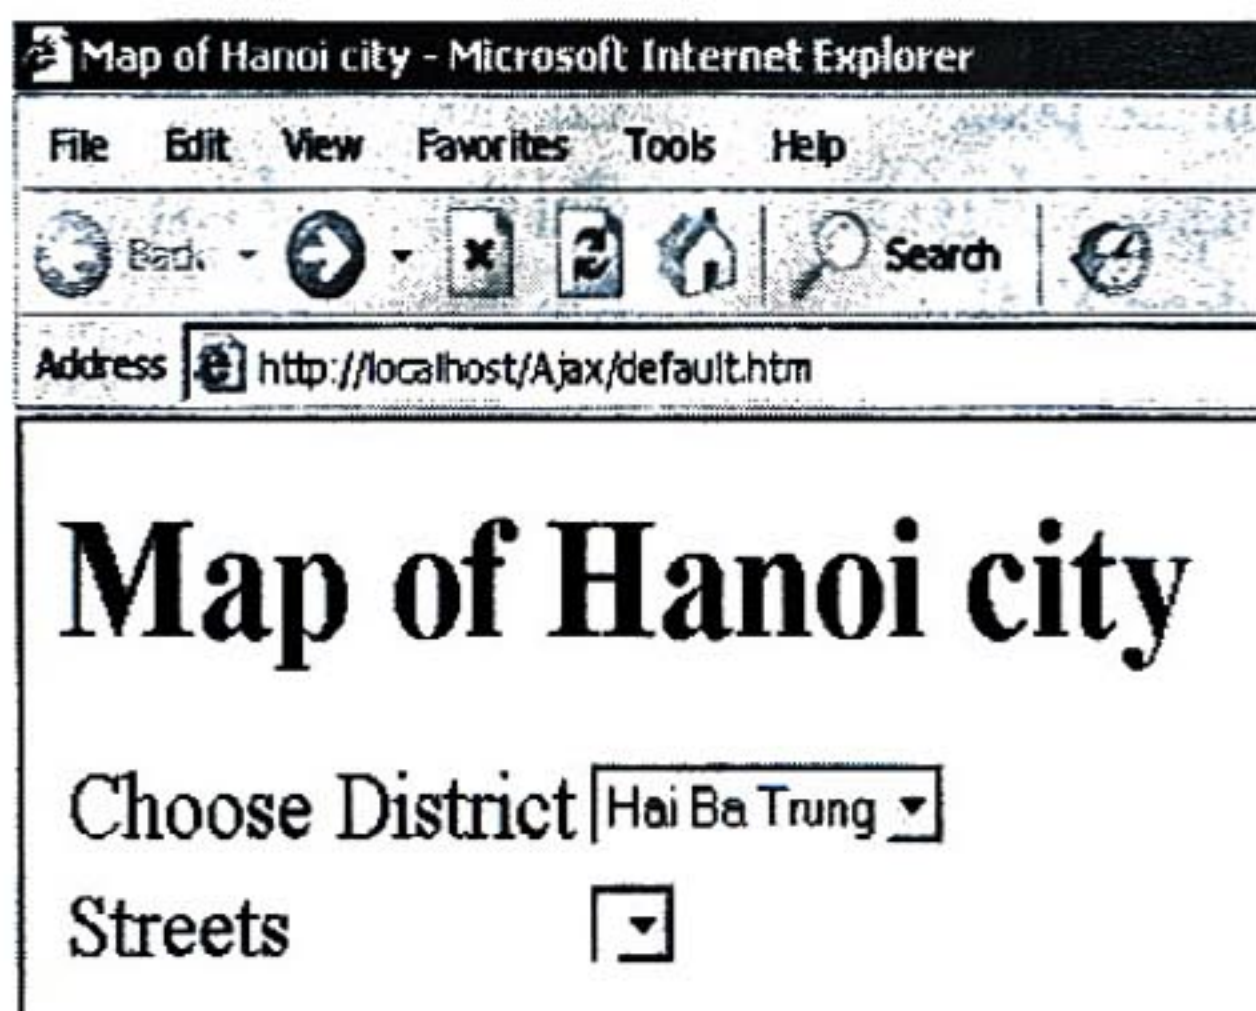 Map of Hanoi city - Microsoft Internet Explorer
File Edit View Favorites Tools Help
Back Search
Address http://localhost/Ajax/default.htm
Map of Hanoi city
Choose District Hai Ba Trung
Streets